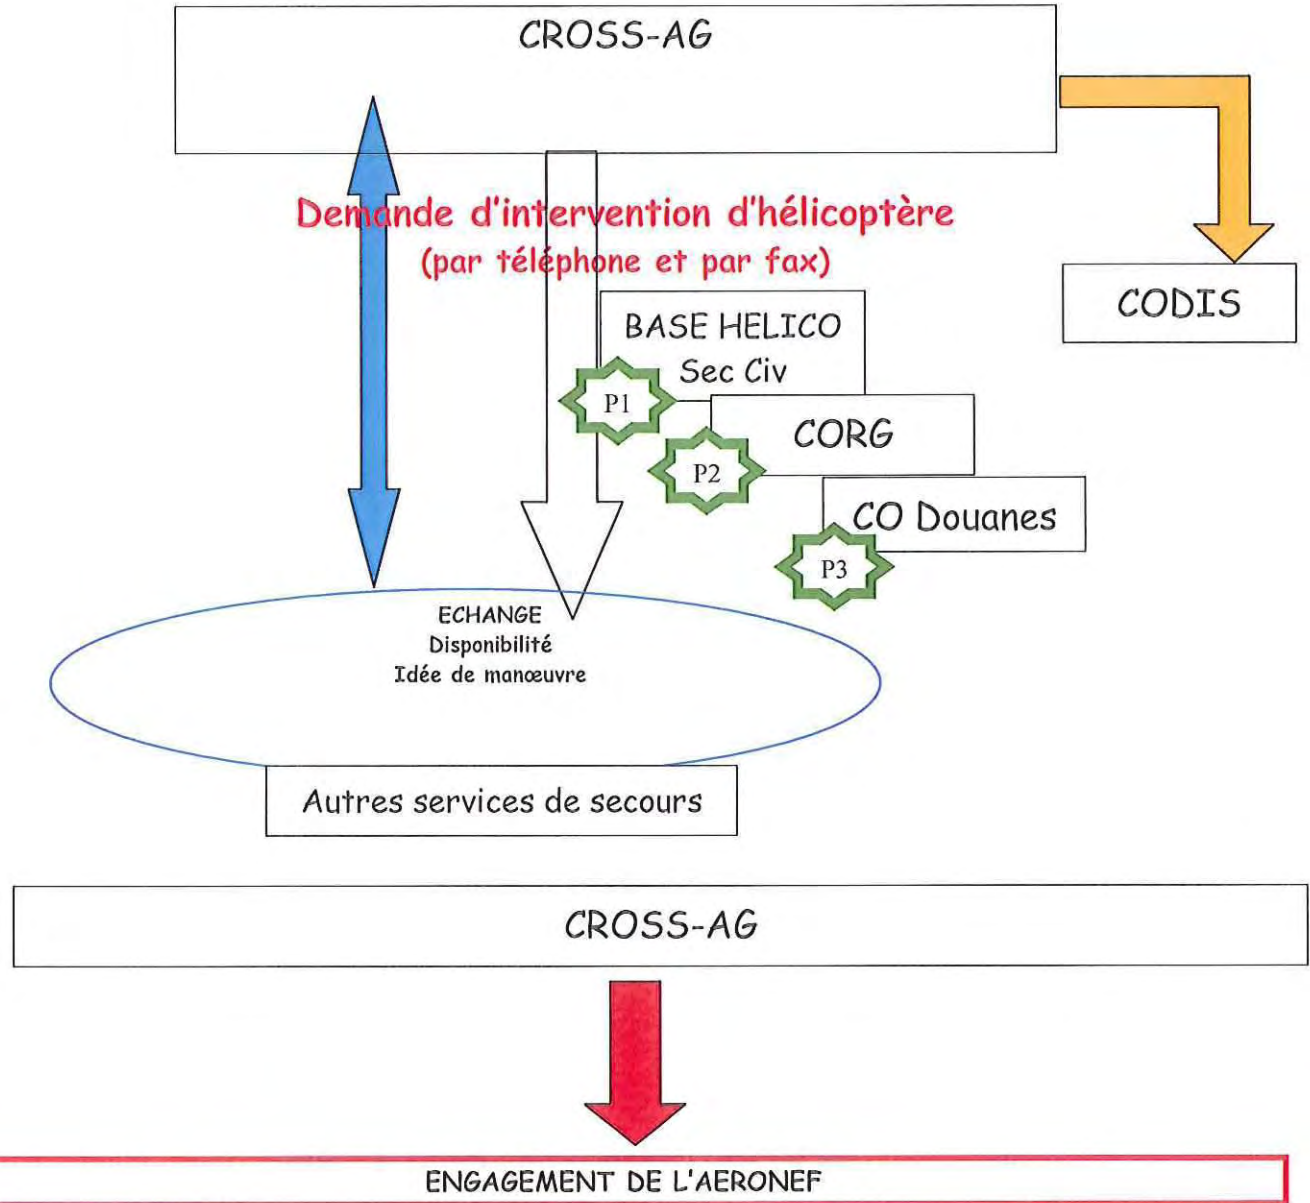 CROSS-AG
Demande d'intervention d'hélicoptère
(par téléphone et par fax)
CODIS
BASE HELICO
Sec Civ
P1
CORG
P2
CO Douanes
P3
ECHANGE
Disponibilité
Idée de manœuvre
Autres services de secours
CROSS-AG
ENGAGEMENT DE L'AERONEF